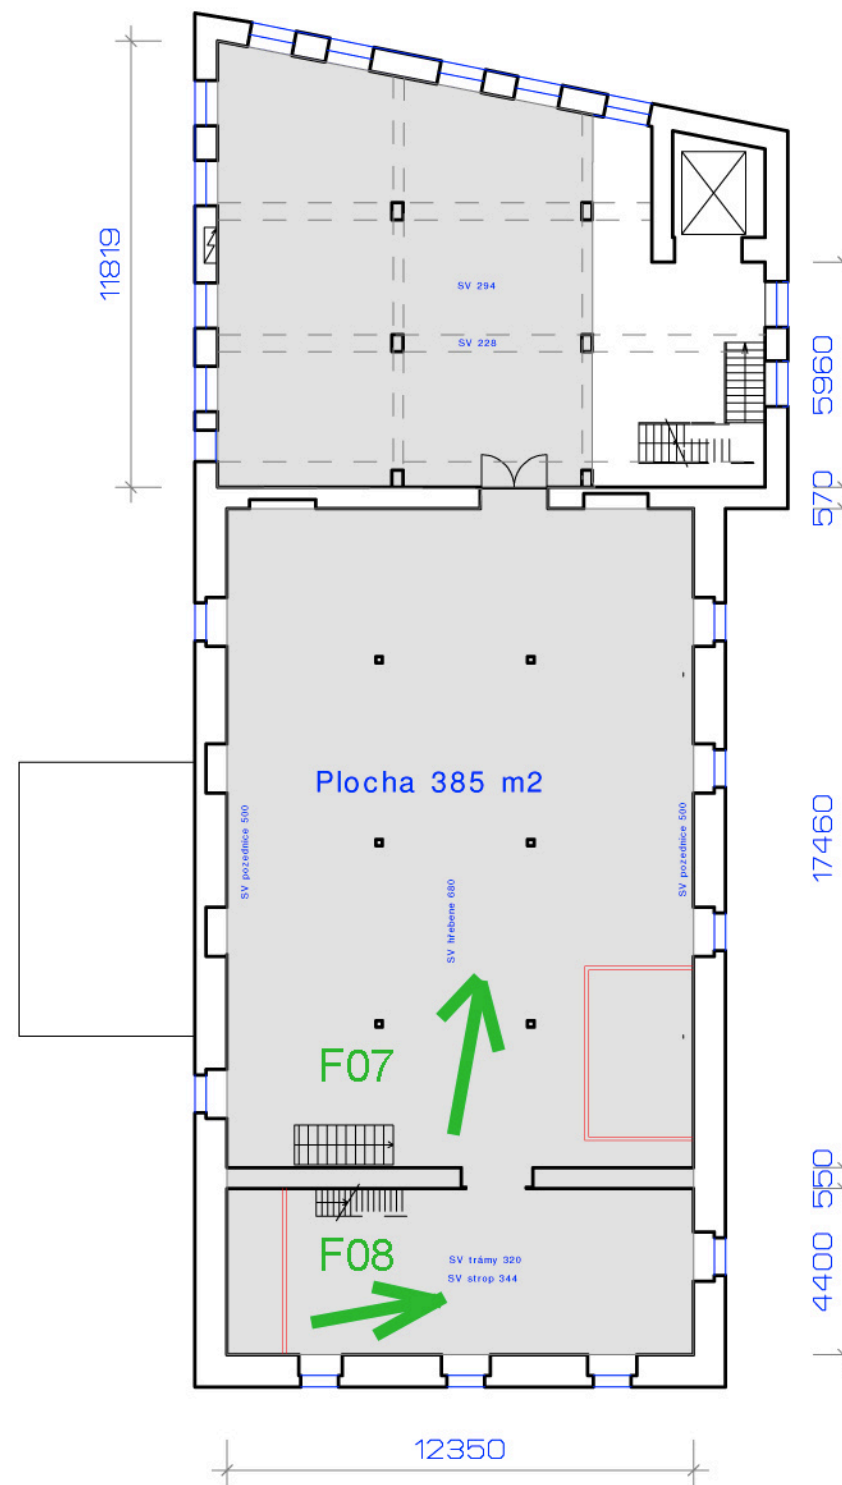 11819
SV 294
SV 228
5960
570
Plocha 385 m2
SV pozednice 500
SV pozednice 500
SV hřebene 680
17460
F07
550
F08
SV trámy 320
SV strop 344
4400
12350